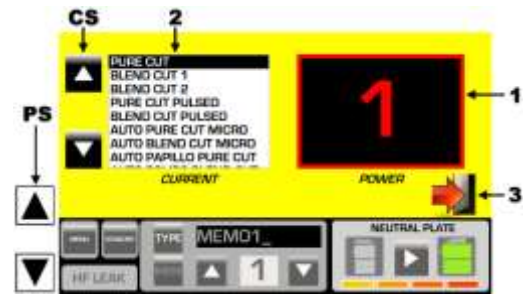 CS
2
PURE CUT
BLEND CUT 1
BLEND CUT 2
PURE CUT PULSED
BLEND CUT PULSED
AUTO PURE CUT MICRO
AUTO BLEND CUT MICRO
AUTO PAPILLO PURE CUT
CURRENT
1
POWER
1
PS
3
TYPE
MEMO1_
1
HF LEAK
NEUTRAL PLATE